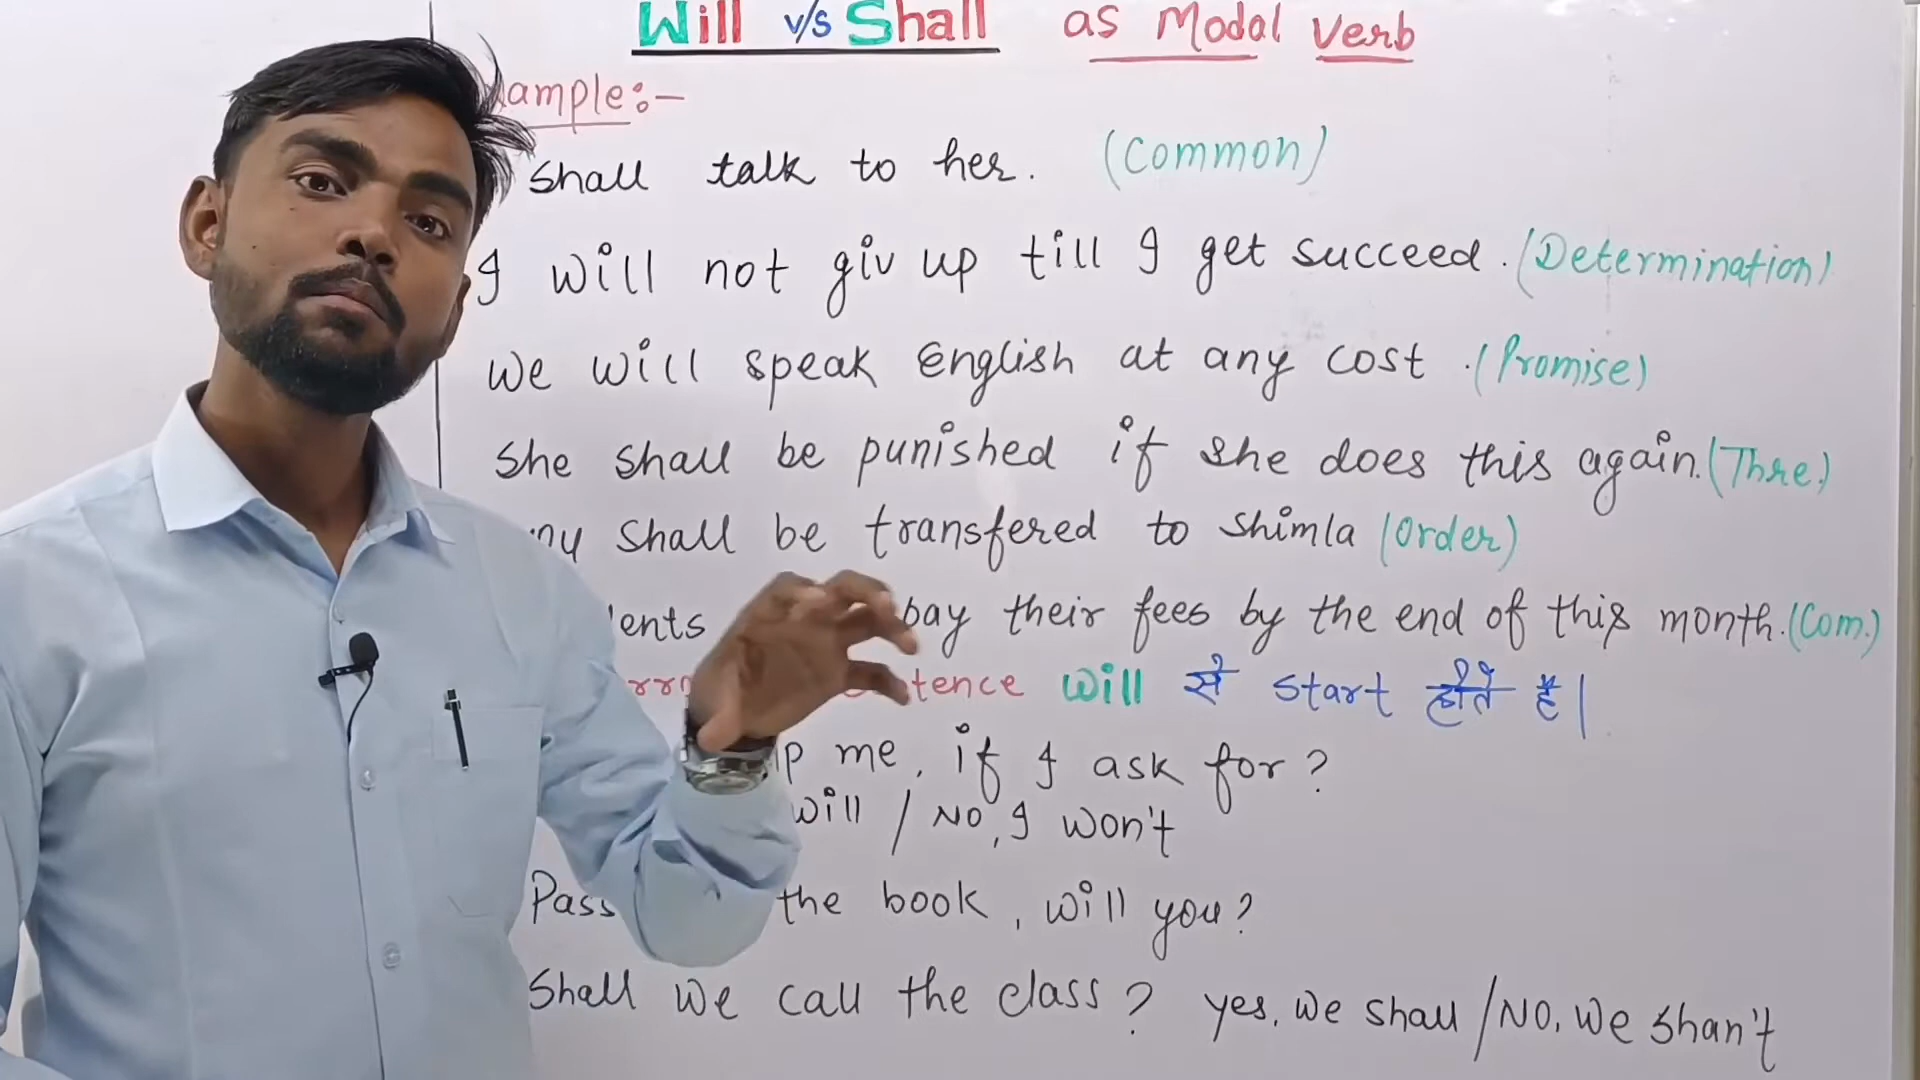 Will v/s Shall as Modal Verb
ample:-
shall talk to her. (Common)
I will not giv up till I get succeed. (Determination)
we will speak English at any cost. (Promise)
she shall be punished if she does this again. (Thre.)
ny shall be transfered to shimla (Order)
ents pay their fees by the end of this month. (Com.)
tence Will से start होते हैं|
p me, if I ask for?
will / NO, I won't
Pass the book, will you?
Shall we call the class? yes, we shall / NO, we shan't